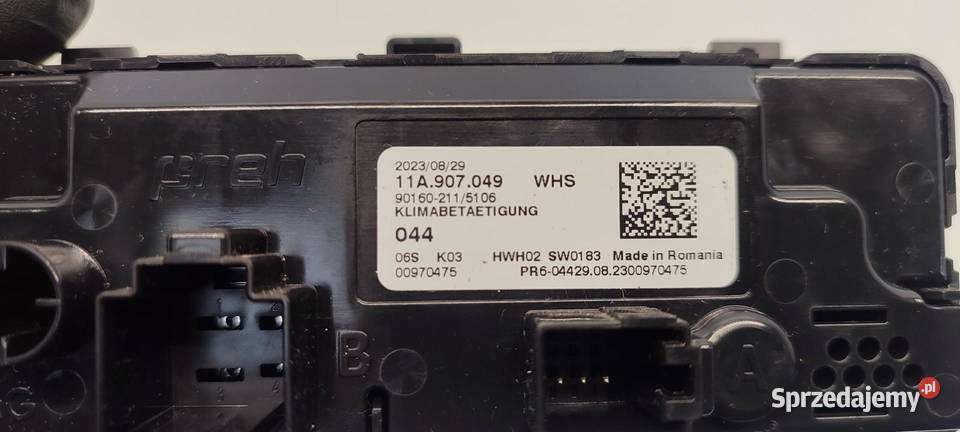 preh
2023/08/29
11A.907.049 WHS
90160-211/5106
KLIMABETAETIGUNG
044
06S K03 HWH02 SW0183 Made in Romania
00970475 PR6-04429.08.2300970475
B
A
Sprzedajemy.pl